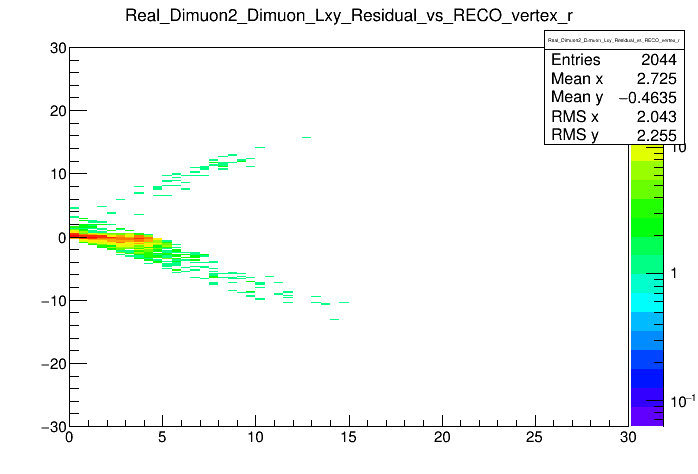 Real_Dimuon2_Dimuon_Lxy_Residual_vs_RECO_vertex_r
Real_Dimuon2_Dimuon_Lxy_Residual_vs_RECO_vertex_r
Entries 2044
Mean x 2.725
Mean y −0.4635
RMS x 2.043
RMS y 2.255
30
20
10
0
−10
−20
−30
0 5 10 15 20 25 30
10
1
10⁻¹